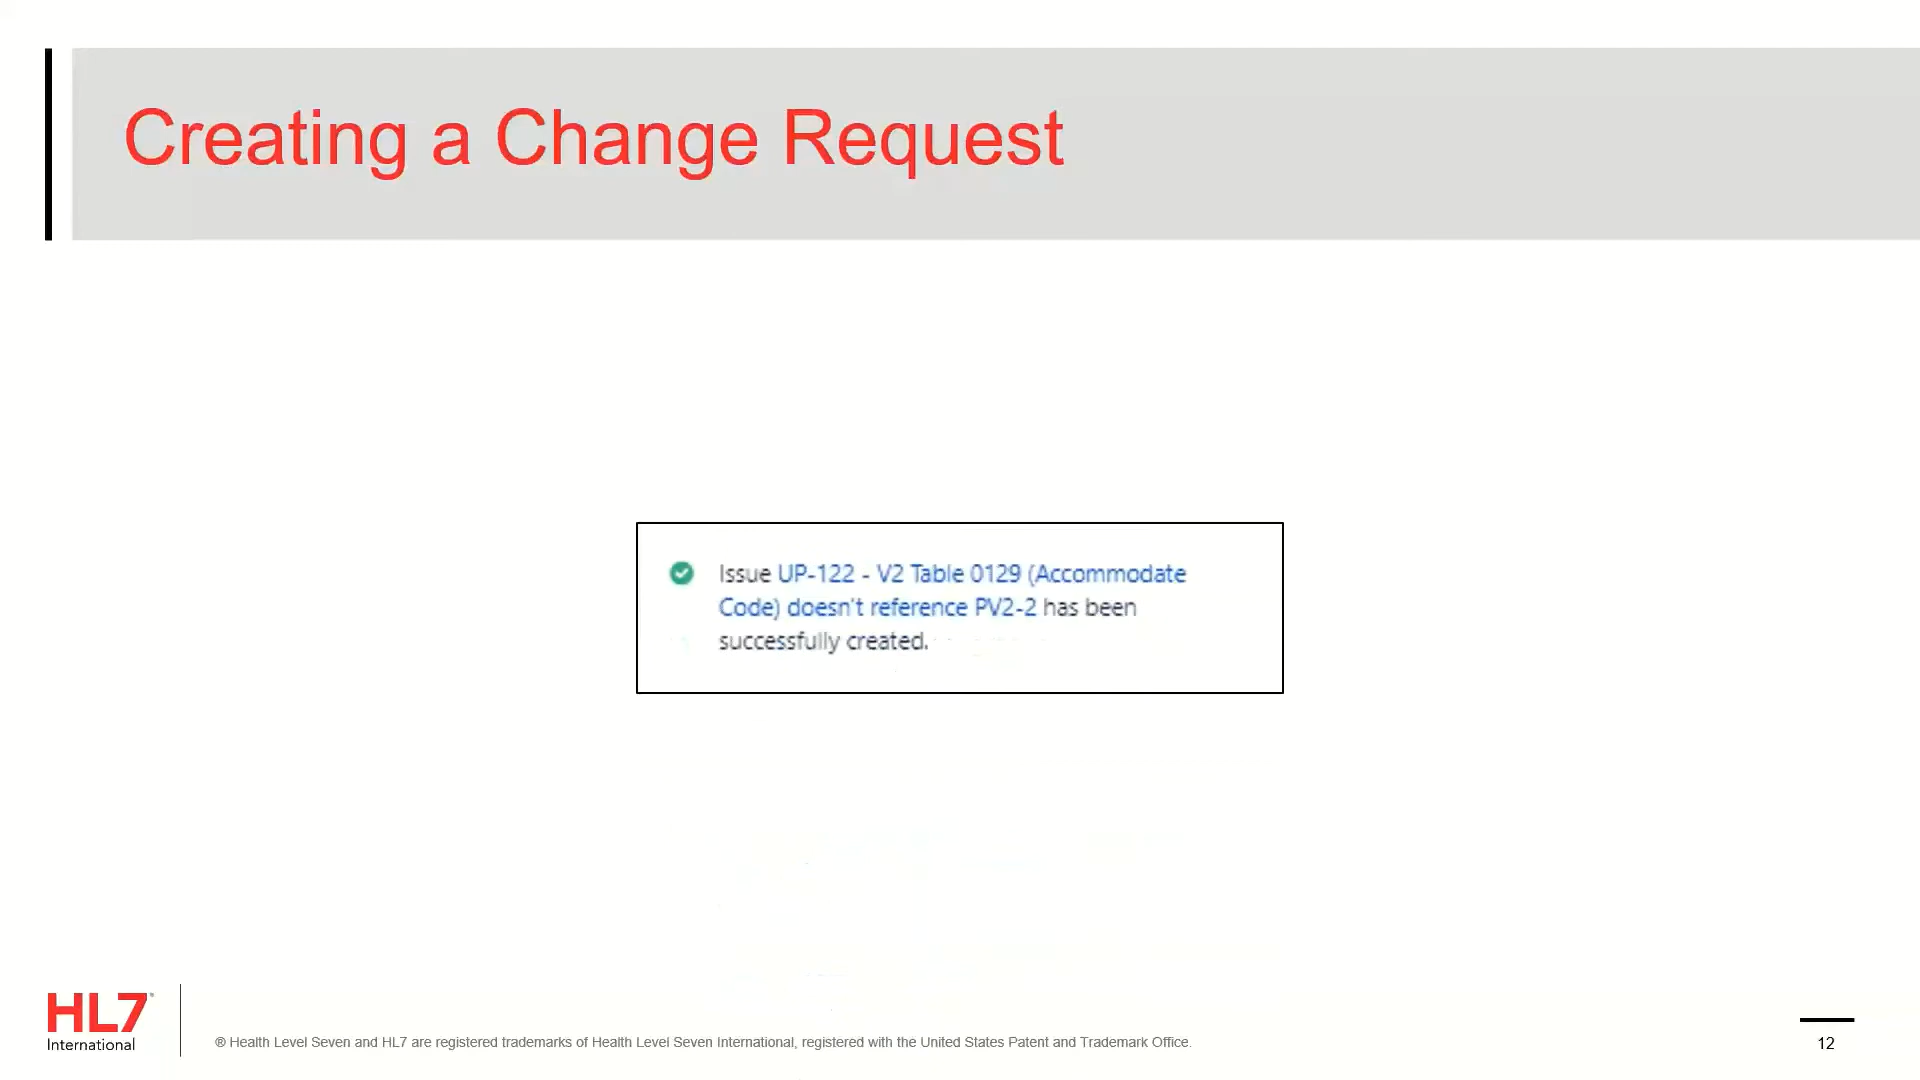 Creating a Change Request
Issue UP-122 - V2 Table 0129 (Accommodate
Code) doesn't reference PV2-2 has been
successfully created.
HL7®
International
® Health Level Seven and HL7 are registered trademarks of Health Level Seven International, registered with the United States Patent and Trademark Office.
12